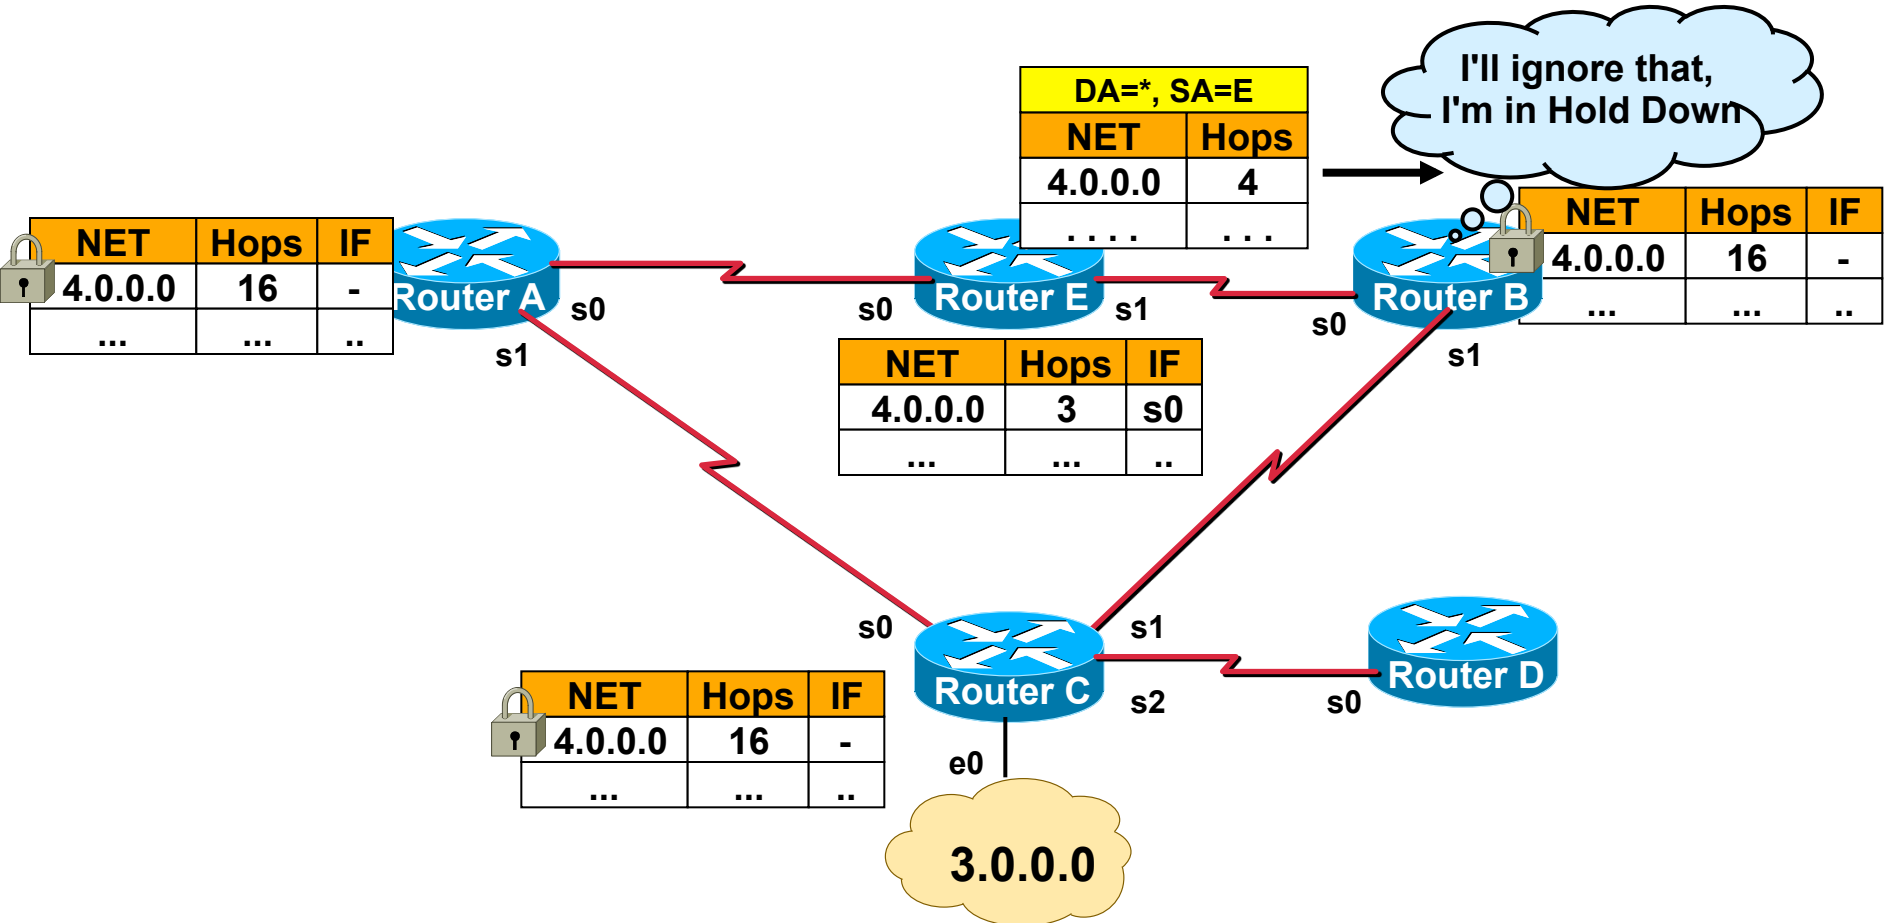 I'll ignore that,
I'm in Hold Down
DA=*, SA=E
NET Hops
4.0.0.0 4
. . . . . . .
NET Hops IF
4.0.0.0 16 -
... ... ..
Router A
s0
s1
s0
Router E
s1
s0
Router B
s1
NET Hops IF
4.0.0.0 16 -
... ... ..
NET Hops IF
4.0.0.0 3 s0
... ... ..
s0
Router C
s1
s2
s0
Router D
NET Hops IF
4.0.0.0 16 -
... ... ..
e0
3.0.0.0